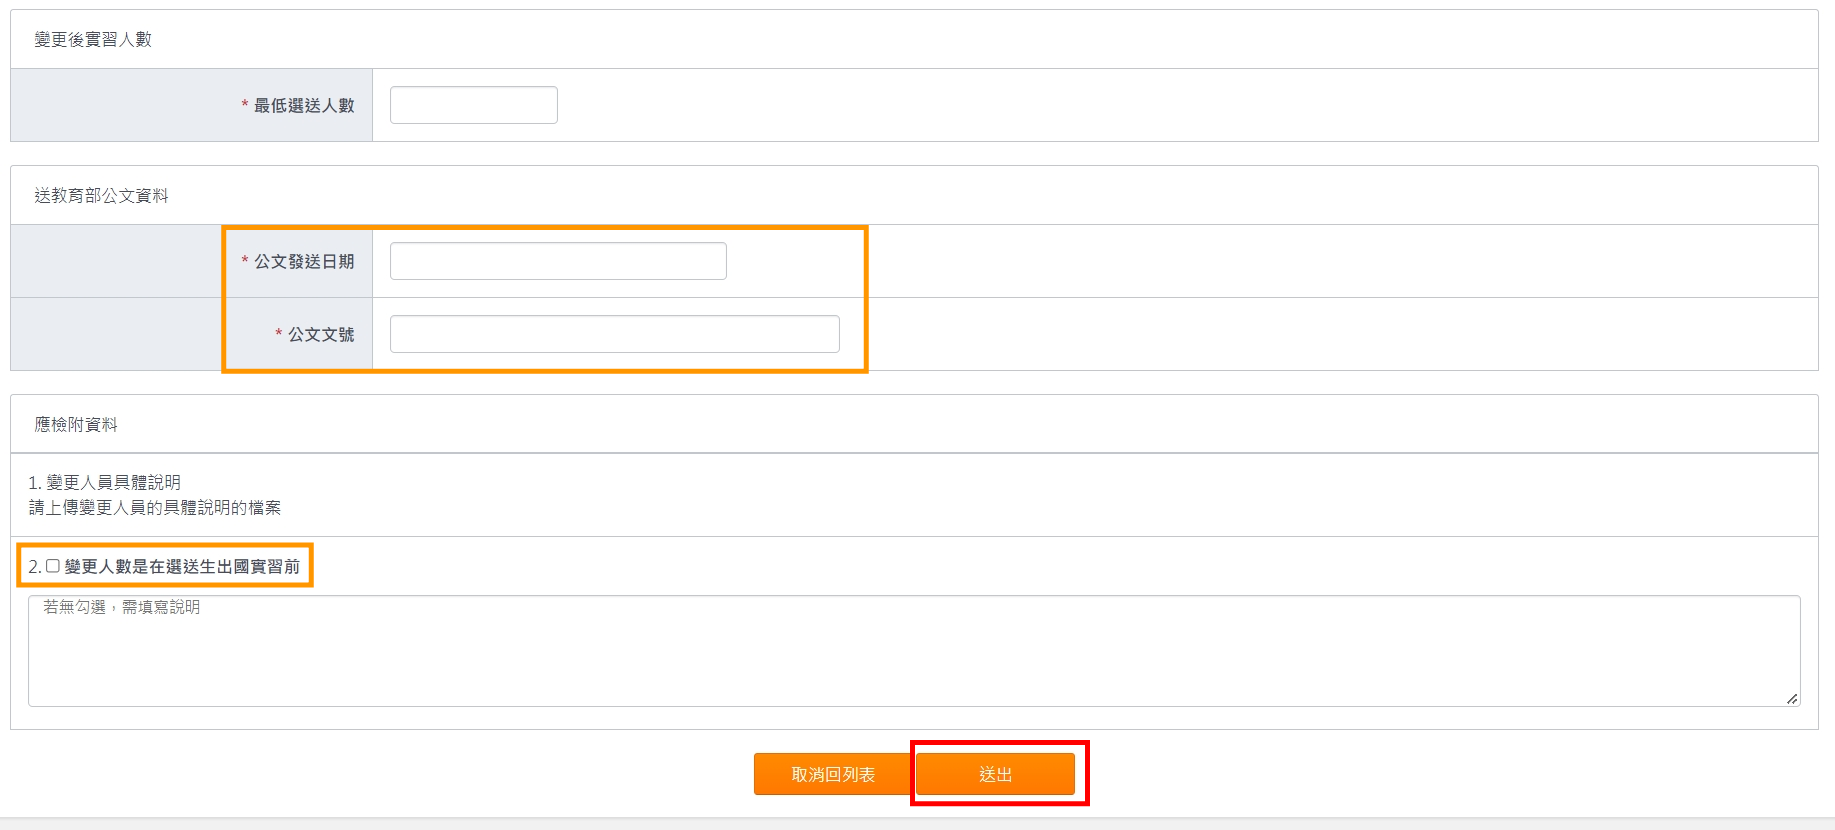 變更後實習人數
* 最低選送人數
送教育部公文資料
* 公文發送日期
* 公文文號
應檢附資料
1. 變更人員具體說明
請上傳變更人員的具體說明的檔案
2. 變更人數是在選送生出國實習前
若無勾選，需填寫說明
取消回列表
送出